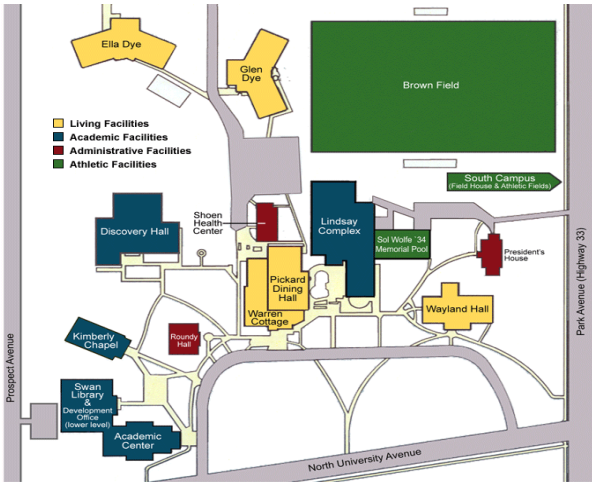 Ella Dye
Glen
Dye
Brown Field
Living Facilities
Academic Facilities
Administrative Facilities
Athletic Facilities
South Campus
(Field House & Athletic Fields)
Shoen
Health
Center
Discovery Hall
Lindsay
Complex
Sol Wolfe ´34
Memorial Pool
President's
House
Pickard
Dining
Hall
Warren
Cottage
Wayland Hall
Kimberly
Chapel
Roundy
Hall
Swan
Library
&
Development
Office
(lower level)
Academic
Center
North University Avenue
Prospect Avenue
Park Avenue (Highway 33)